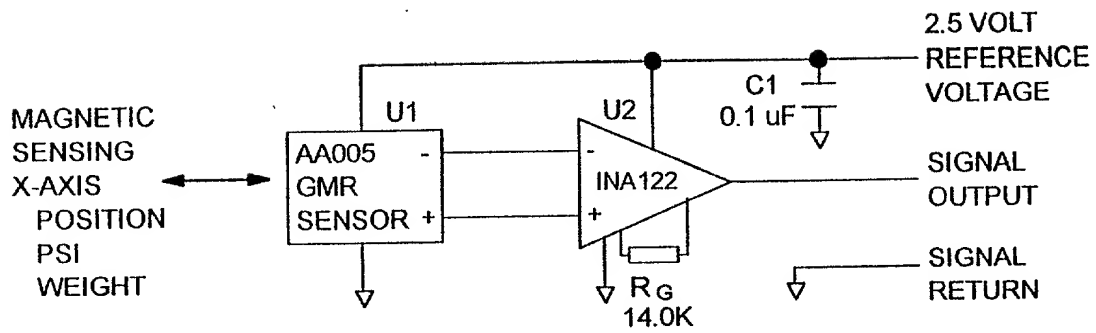 2.5 VOLT
REFERENCE
VOLTAGE
C1
0.1 uF
U1
U2
MAGNETIC
SENSING
X-AXIS
POSITION
PSI
WEIGHT
AA005 -
GMR
SENSOR +
-
INA122
+
SIGNAL
OUTPUT
RG
14.0K
SIGNAL
RETURN